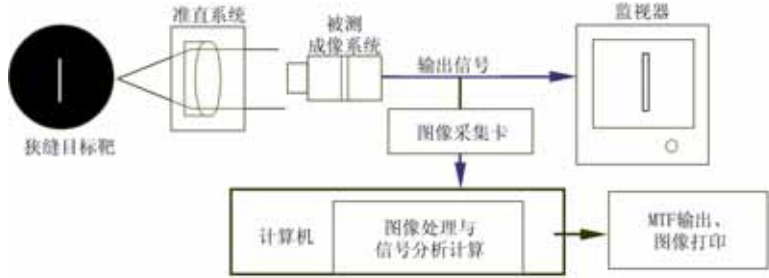 准直系统
被测
成像系统
监视器
输出信号
狭缝目标靶
图像采集卡
计算机
图像处理与
信号分析计算
MTF输出、
图像打印